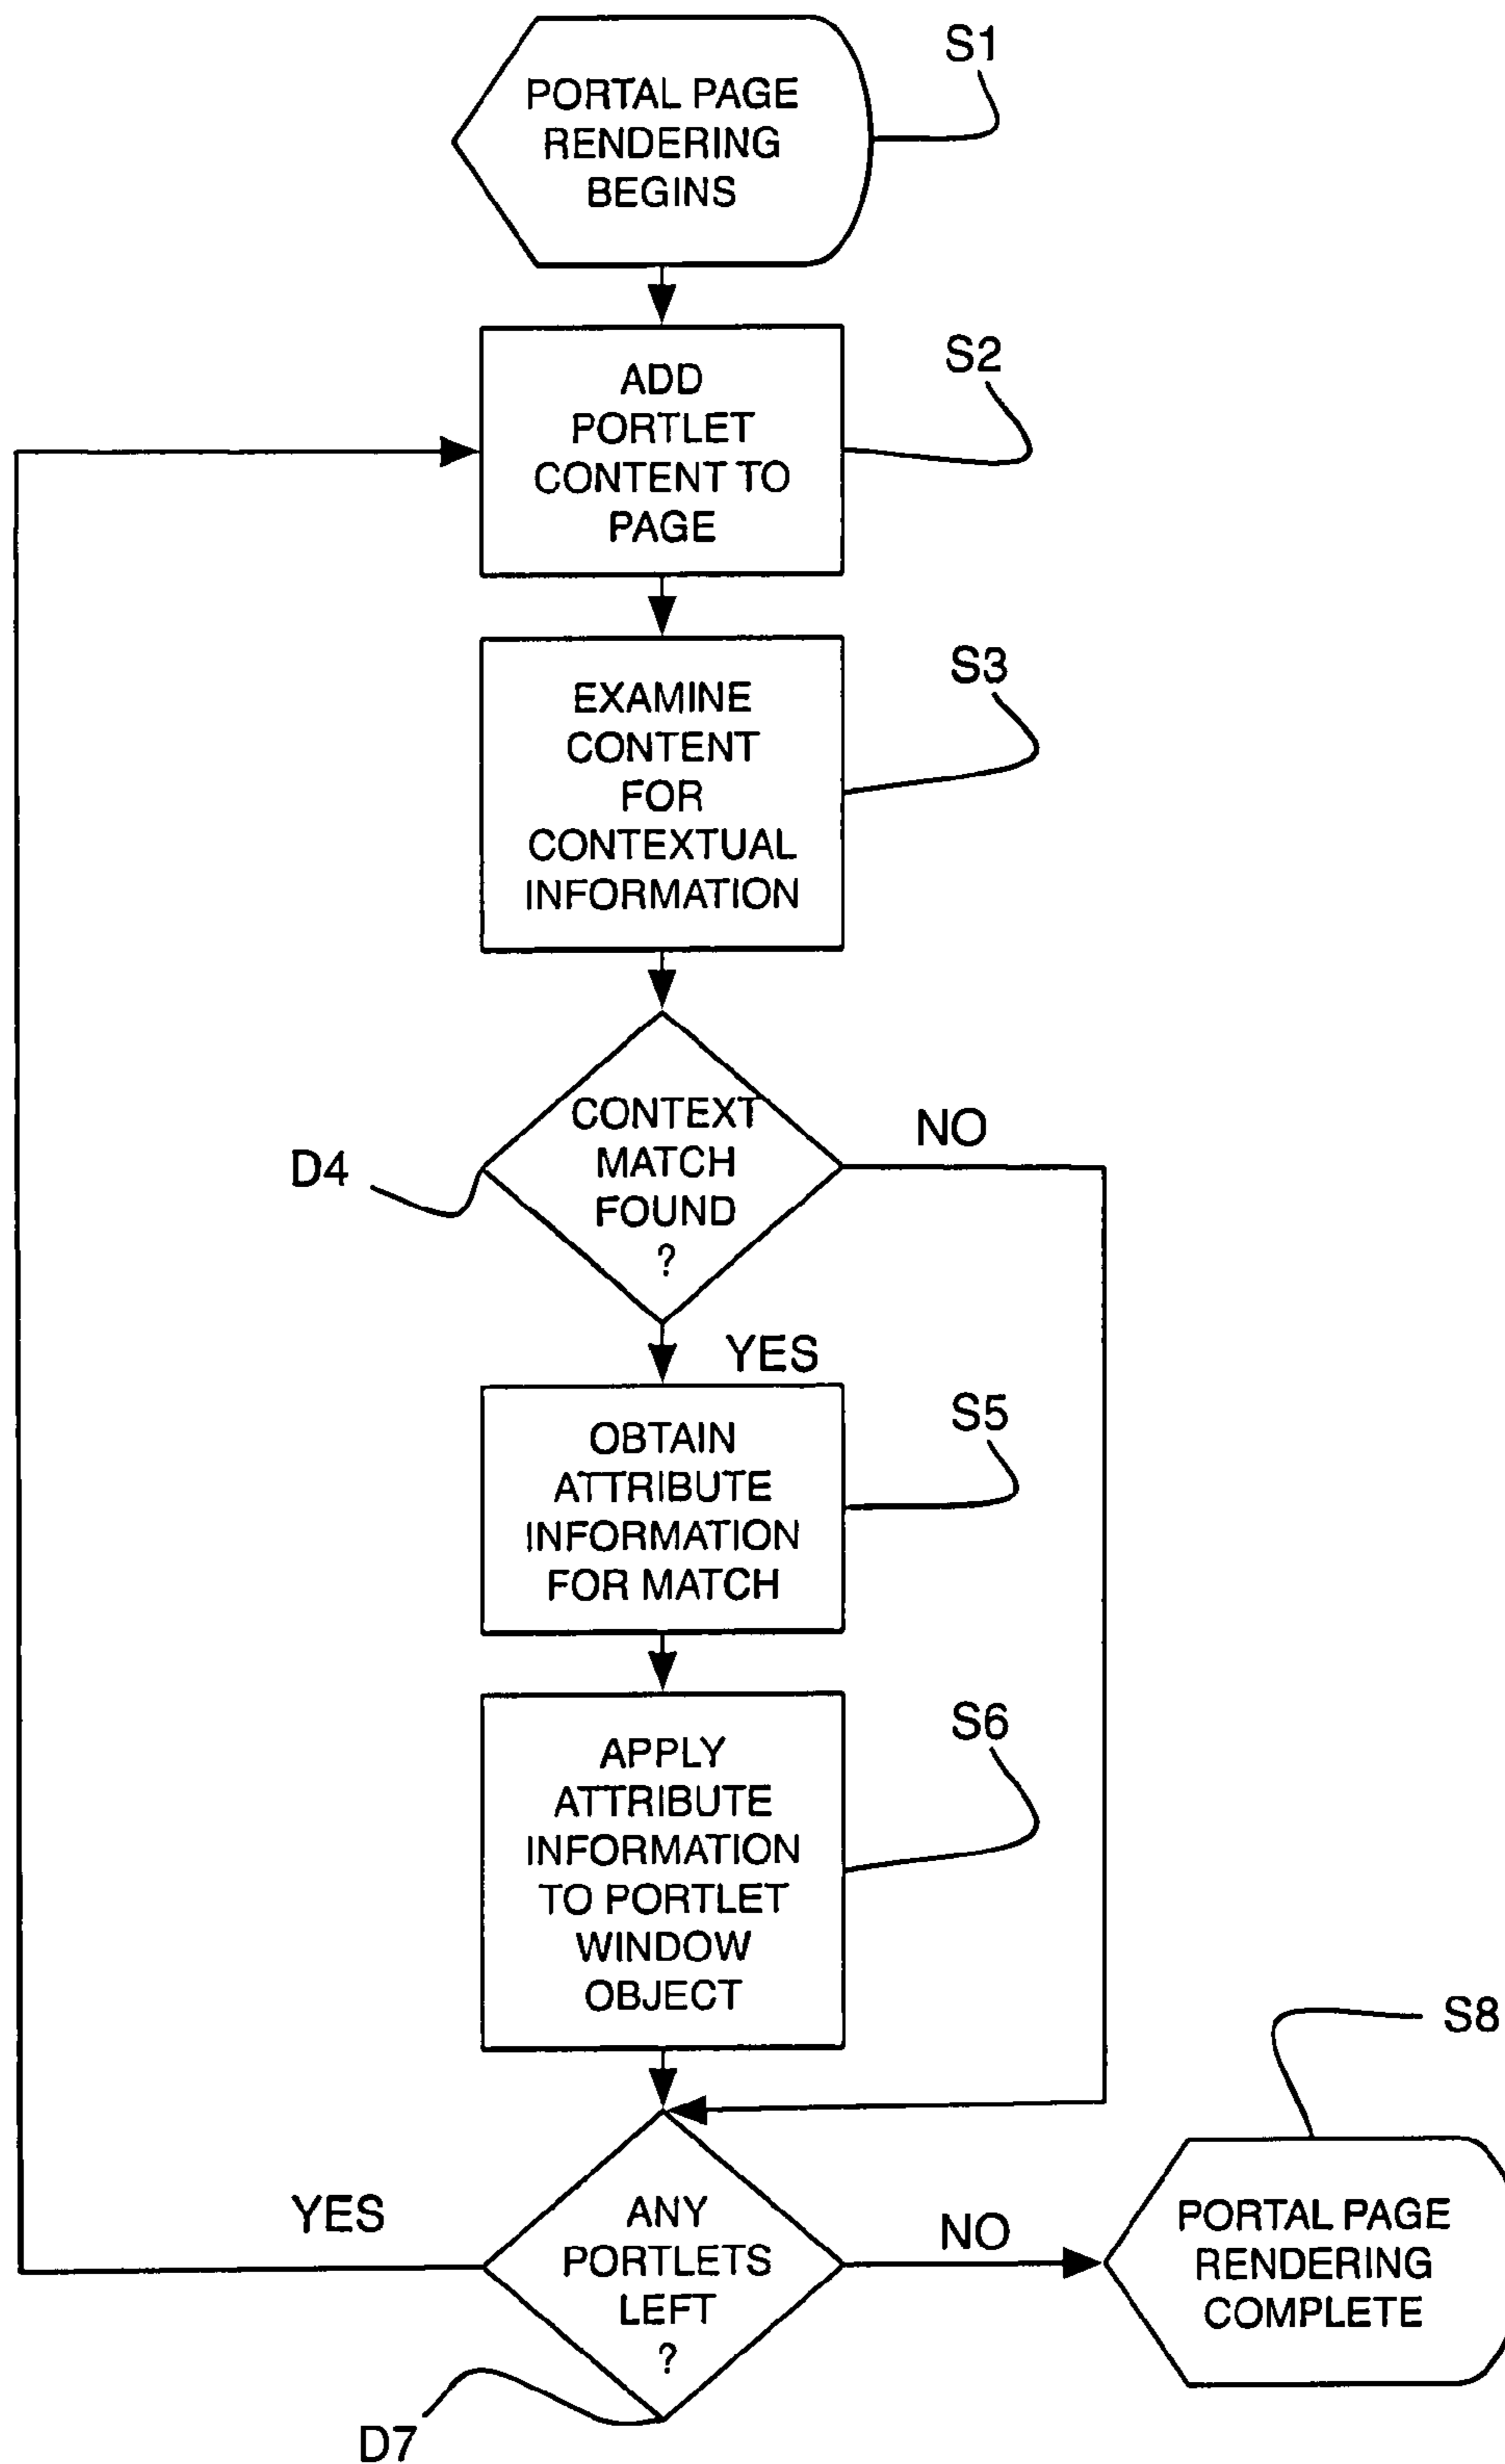 PORTAL PAGE
RENDERING
BEGINS
S1
ADD
PORTLET
CONTENT TO
PAGE
S2
EXAMINE
CONTENT
FOR
CONTEXTUAL
INFORMATION
S3
CONTEXT
MATCH
FOUND
?
D4
NO
YES
OBTAIN
ATTRIBUTE
INFORMATION
FOR MATCH
S5
APPLY
ATTRIBUTE
INFORMATION
TO PORTLET
WINDOW
OBJECT
S6
ANY
PORTLETS
LEFT
?
D7
YES
NO
PORTAL PAGE
RENDERING
COMPLETE
S8